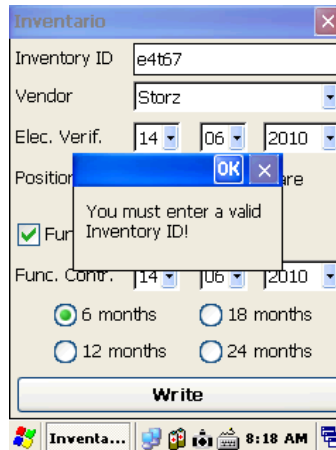 Inventario
Inventory ID e4t67
Vendor Storz
Elec. Verif. 14 06 2010
Position are
OK
You must enter a valid
Inventory ID!
Fun
Func. Contr. 14 06 2010
6 months 18 months
12 months 24 months
Write
Inventa... 8:18 AM